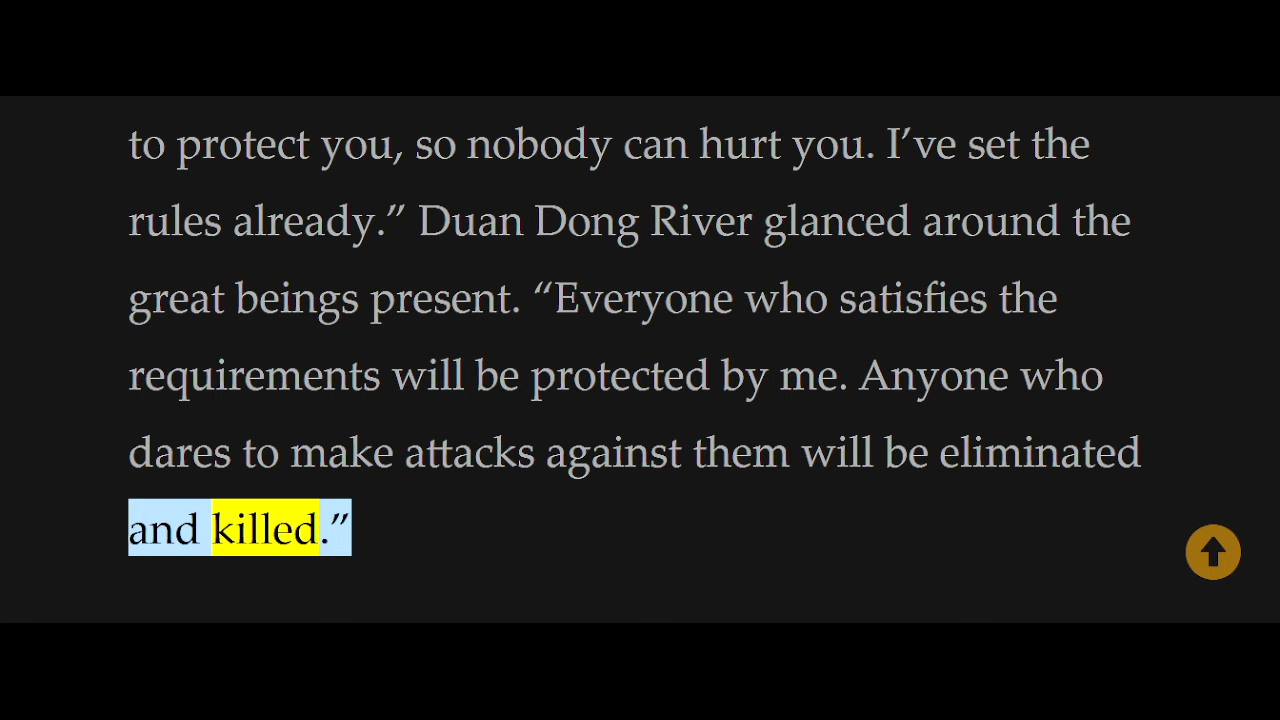 to protect you, so nobody can hurt you. I’ve set the
rules already.” Duan Dong River glanced around the
great beings present. “Everyone who satisfies the
requirements will be protected by me. Anyone who
dares to make attacks against them will be eliminated
and killed.”